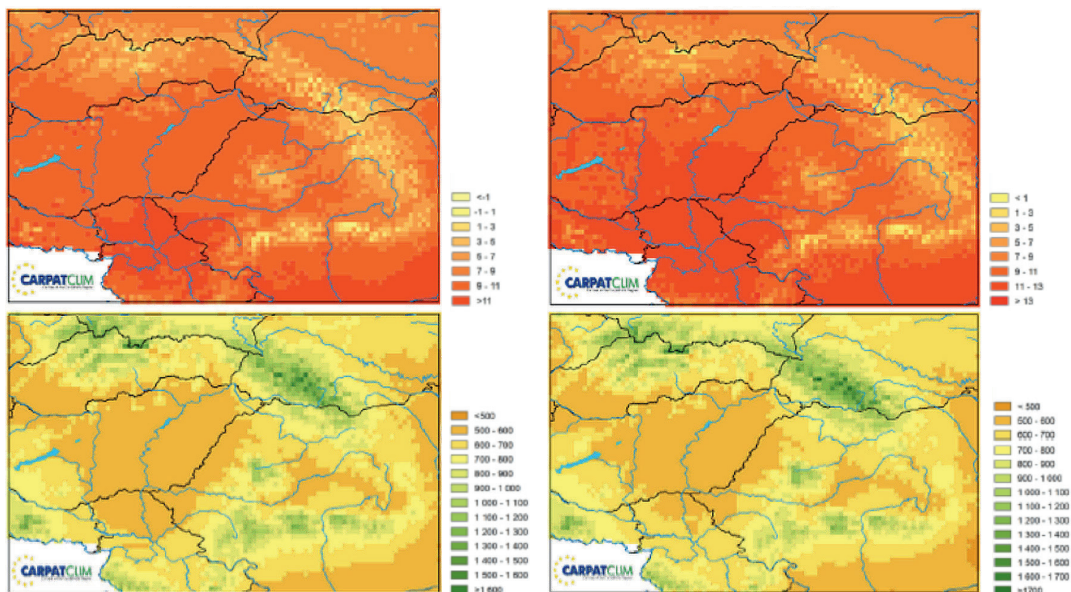 <-1
-1 - 1
1 - 3
3 - 5
5 - 7
7 - 9
9 - 11
>11
CARPATCLIM
< 1
1 - 3
3 - 5
5 - 7
7 - 9
9 - 11
11 - 13
> 13
CARPATCLIM
<500
500 - 600
600 - 700
700 - 800
800 - 900
900 - 1 000
1 000 - 1 100
1 100 - 1 200
1 200 - 1 300
1 300 - 1 400
1 400 - 1 500
1 500 - 1 600
>1 600
CARPATCLIM
< 500
500 - 600
600 - 700
700 - 800
800 - 900
900 - 1 000
1 000 - 1 100
1 100 - 1 200
1 200 - 1 300
1 300 - 1 400
1 400 - 1 500
1 500 - 1 600
1 600 - 1 700
>1700
CARPATCLIM